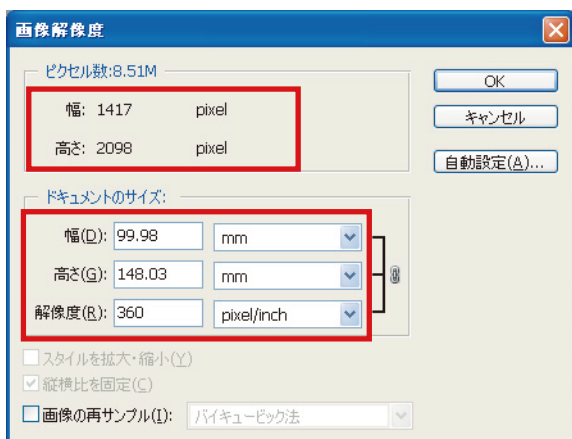 画像解像度
ピクセル数:8.51M
幅: 1417 pixel
高さ: 2098 pixel
OK
キャンセル
自動設定(A)...
ドキュメントのサイズ:
幅(D): 99.98 mm
高さ(G): 148.03 mm
解像度(R): 360 pixel/inch
スタイルを拡大・縮小(Y)
縦横比を固定(C)
画像の再サンプル(I): バイキュービック法